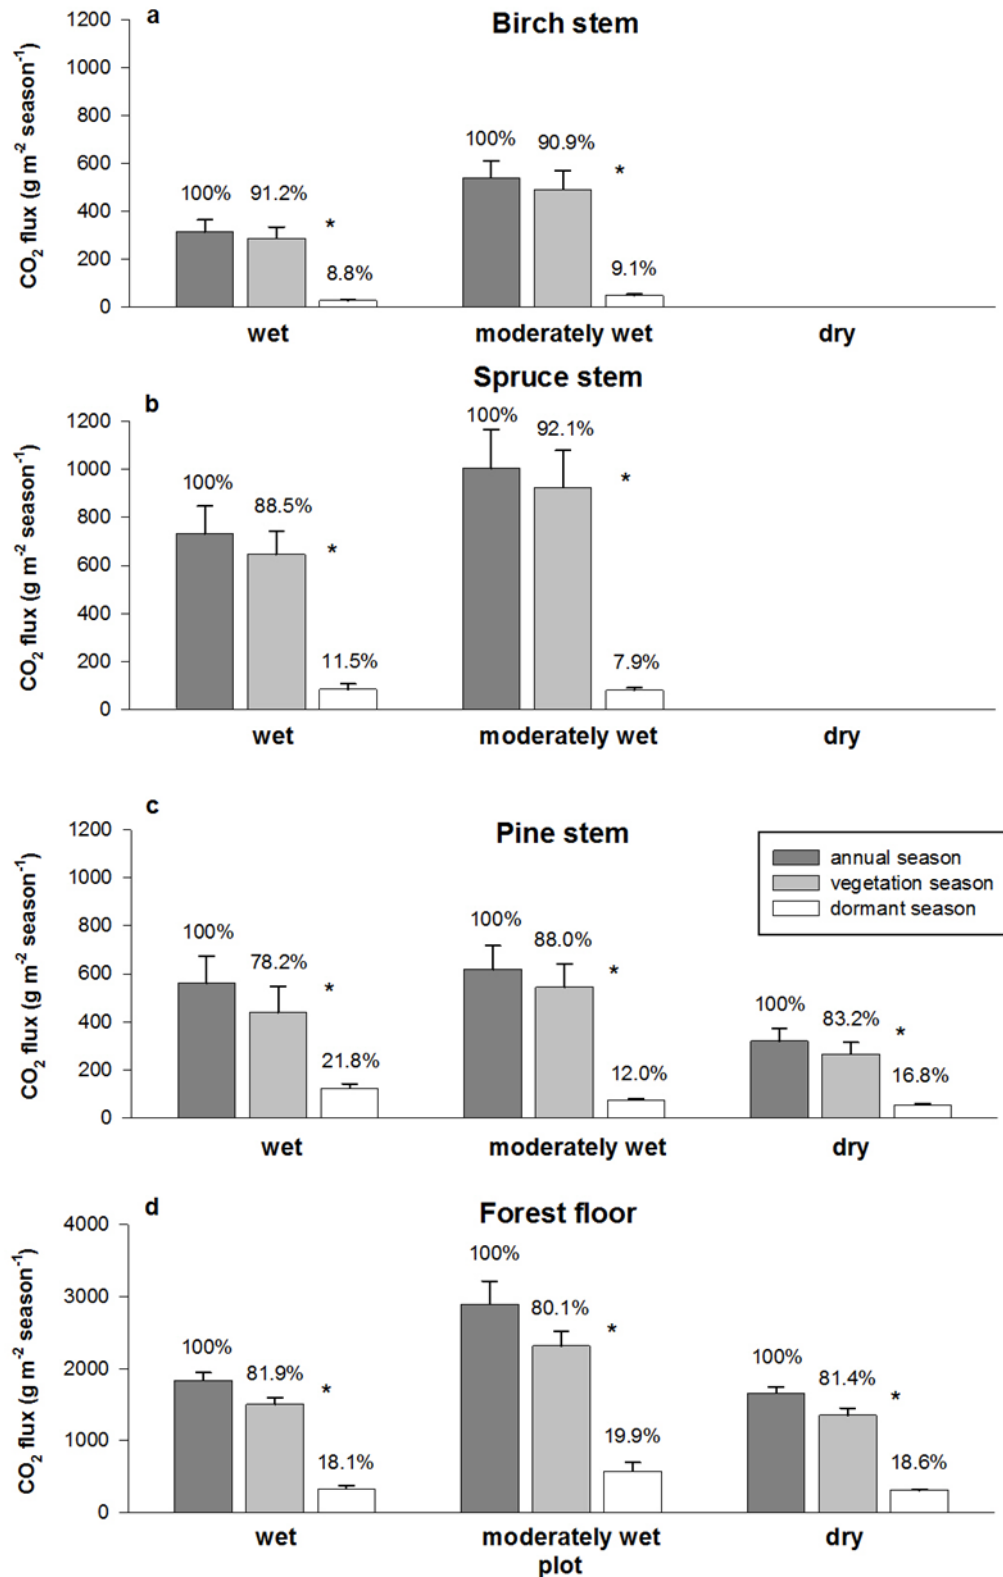 a
Birch stem
CO₂ flux (g m⁻² season⁻¹)
1200
1000
800
600
400
200
0
100%
91.2%
*
8.8%
100%
90.9%
*
9.1%
wet
moderately wet
dry
b
Spruce stem
CO₂ flux (g m⁻² season⁻¹)
1200
1000
800
600
400
200
0
100%
88.5%
*
11.5%
100%
92.1%
*
7.9%
wet
moderately wet
dry
c
Pine stem
annual season
vegetation season
dormant season
CO₂ flux (g m⁻² season⁻¹)
1200
1000
800
600
400
200
0
100%
78.2%
*
21.8%
100%
88.0%
*
12.0%
100%
83.2%
*
16.8%
wet
moderately wet
dry
d
Forest floor
CO₂ flux (g m⁻² season⁻¹)
4000
3000
2000
1000
0
100%
81.9%
*
18.1%
100%
80.1%
*
19.9%
100%
81.4%
*
18.6%
wet
moderately wet
dry
plot